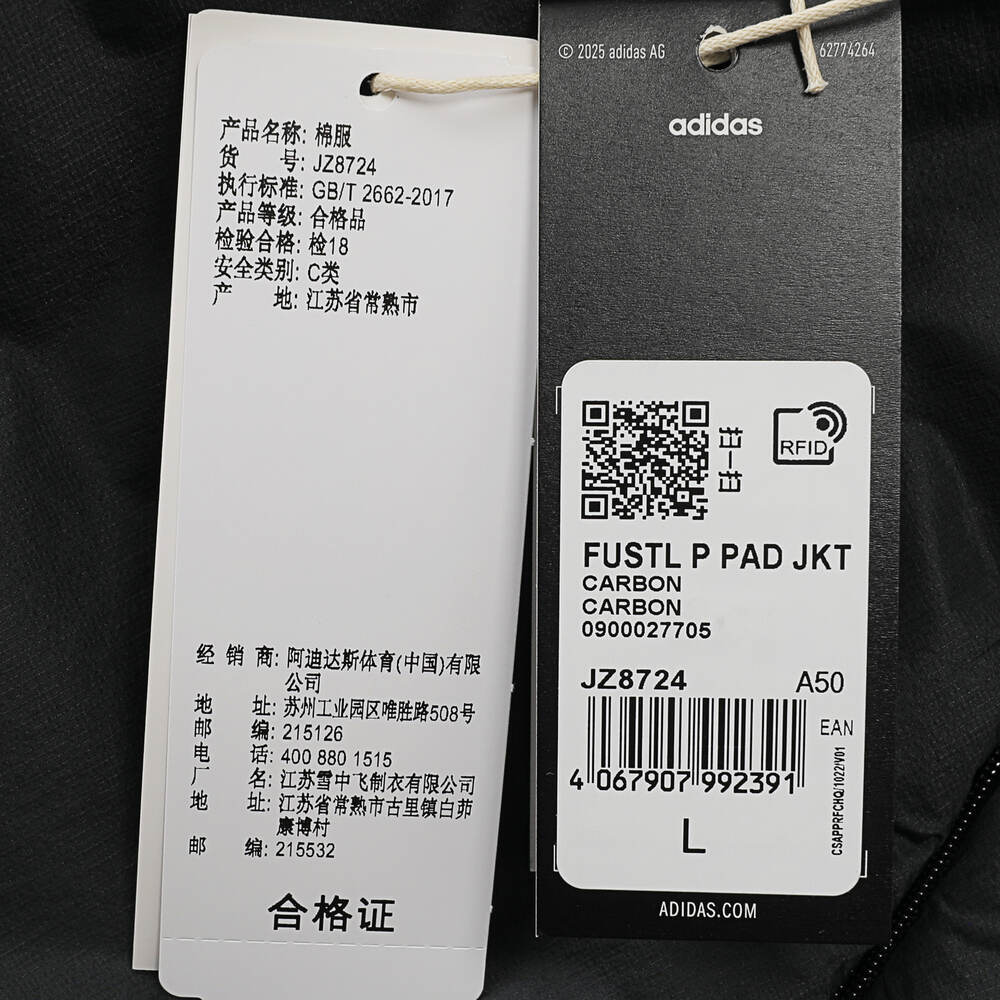 产品名称: 棉服
货 号: JZ8724
执行标准: GB/T 2662-2017
产品等级: 合格品
检验合格: 检18
安全类别: C类
产 地: 江苏省常熟市
经 销 商: 阿迪达斯体育(中国)有限
公司
地 址: 苏州工业园区唯胜路508号
邮 编: 215126
电 话: 400 880 1515
厂 名: 江苏雪中飞制衣有限公司
地 址: 江苏省常熟市古里镇白茆
康博村
邮 编: 215532
合格证
© 2025 adidas AG
62774264
adidas
扫一扫
RFID
FUSTL P PAD JKT
CARBON
CARBON
0900027705
JZ8724 A50
EAN
4 067907 992391
CSAPPRFCHQ/1022/V01
L
ADIDAS.COM